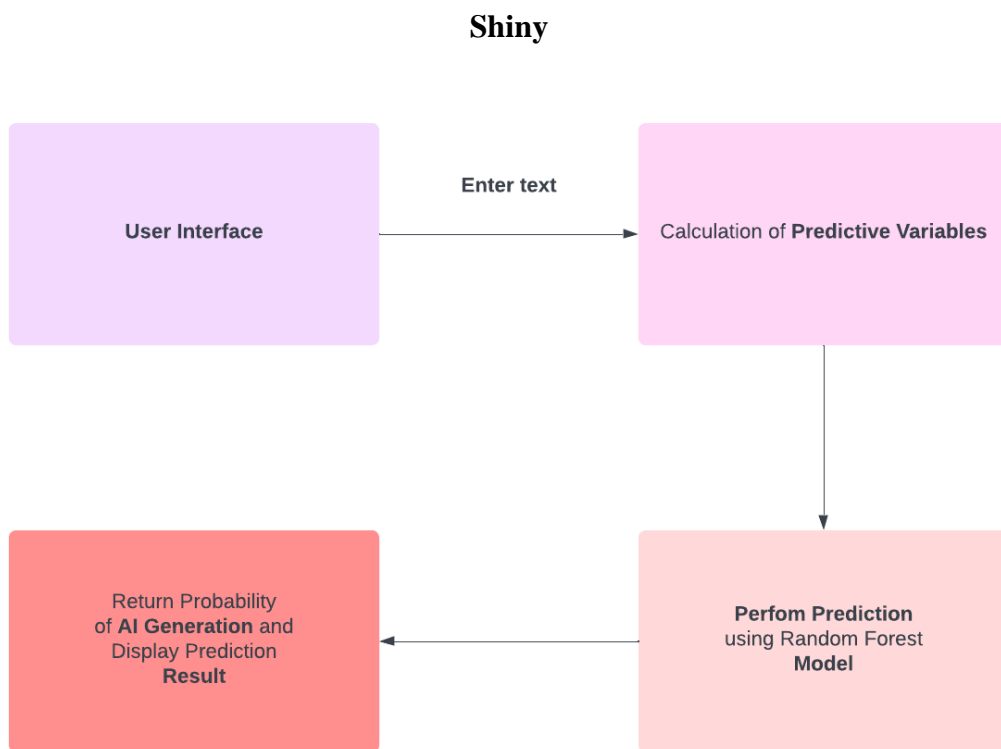 Shiny
User Interface
Enter text
Calculation of Predictive Variables
Perfom Prediction
using Random Forest
Model
Return Probability
of AI Generation and
Display Prediction
Result